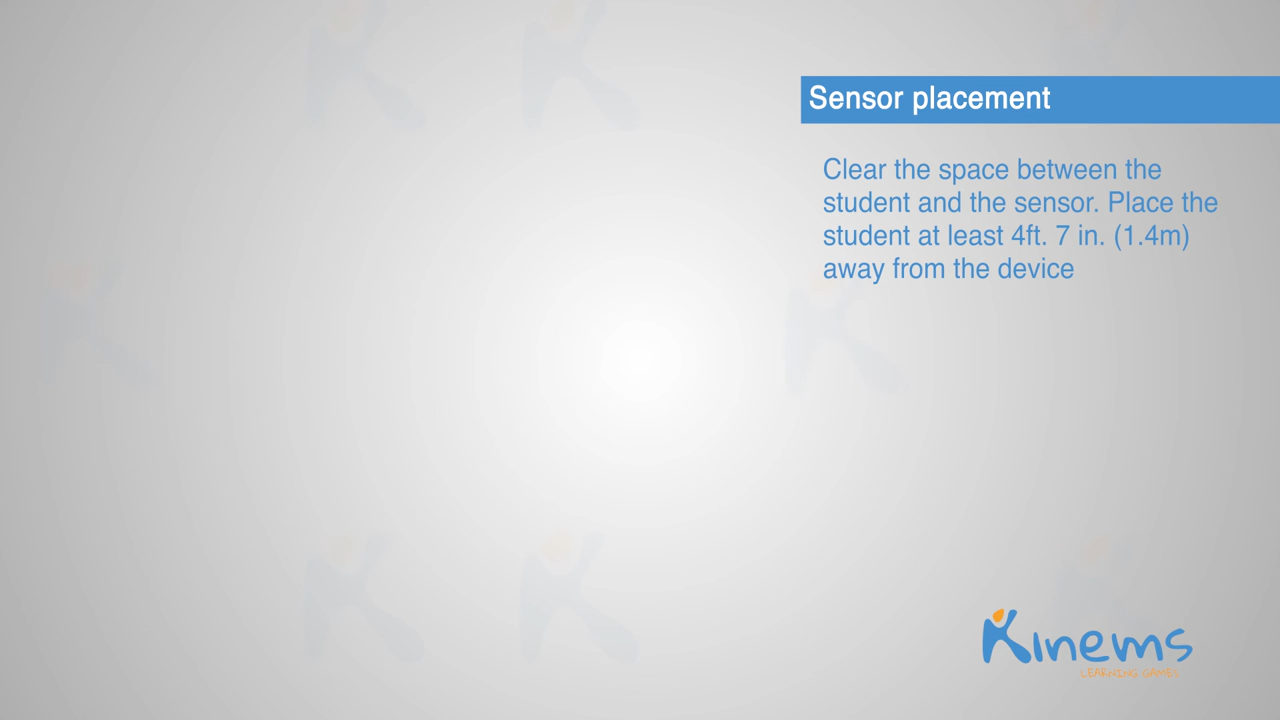 Sensor placement
Clear the space between the
student and the sensor. Place the
student at least 4ft. 7 in. (1.4m)
away from the device
Kinems
LEARNING GAMES